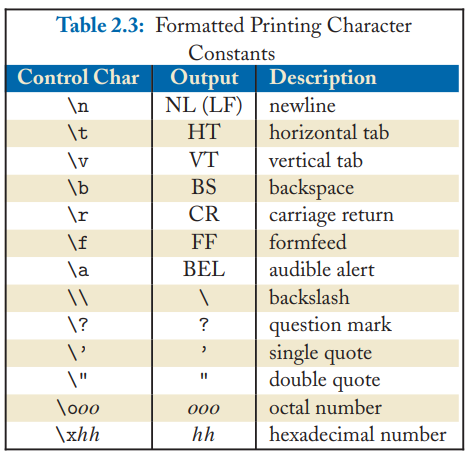 Table 2.3: Formatted Printing Character
Constants
Control Char Output Description
\n NL (LF) newline
\t HT horizontal tab
\v VT vertical tab
\b BS backspace
\r CR carriage return
\f FF formfeed
\a BEL audible alert
\\ \ backslash
\? ? question mark
\’ ’ single quote
\" " double quote
\ooo ooo octal number
\xhh hh hexadecimal number